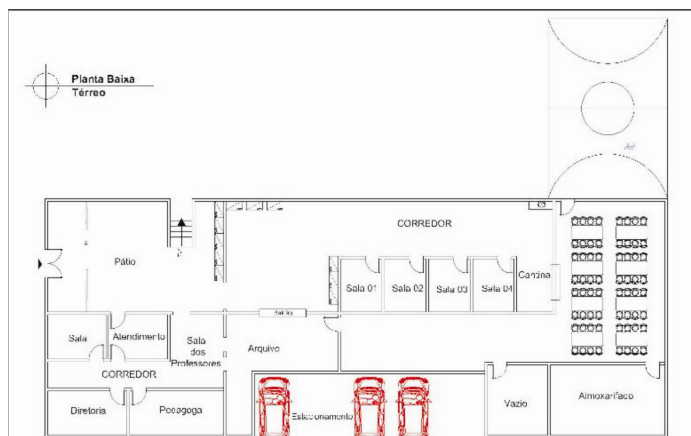 Planta Baixa
Térreo
CORREDOR
Pátio
Sala 01
Sala 02
Sala 03
Sala 04
Cantina
Sala
Atendimento
Sala
dos
Professores
Arquivo
CORREDOR
Diretoria
Pedagoga
Estacionamento
Vazio
Almoxarifaco